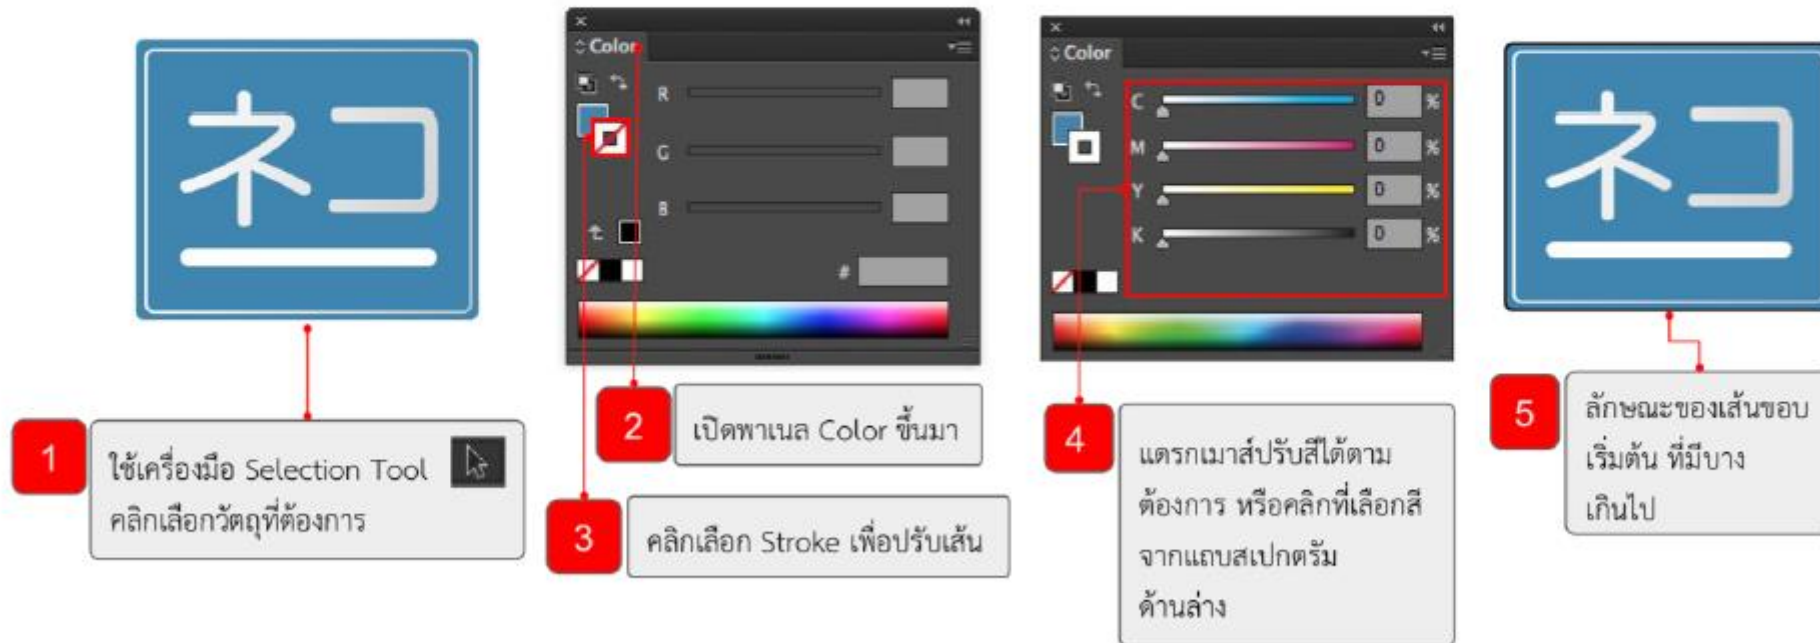 ネコ
1
ใช้เครื่องมือ Selection Tool
คลิกเลือกวัตถุที่ต้องการ
Color
R
G
B
#
2
เปิดพาเนล Color ขึ้นมา
3
คลิกเลือก Stroke เพื่อปรับเส้น
Color
C 0 %
M 0 %
Y 0 %
K 0 %
4
แดรกเมาส์ปรับสีได้ตาม
ต้องการ หรือคลิกที่เลือกสี
จากแถบสเปกตรัม
ด้านล่าง
ネコ
5
ลักษณะของเส้นขอบ
เริ่มต้น ที่มีบาง
เกินไป